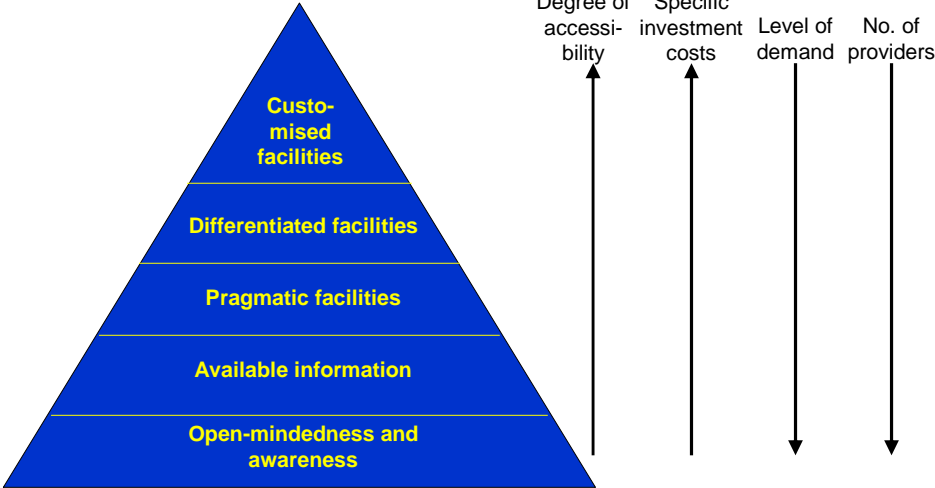 Degree of
accessi-
bility
Specific
investment
costs
Level of
demand
No. of
providers
Custo-
mised
facilities
Differentiated facilities
Pragmatic facilities
Available information
Open-mindedness and
awareness